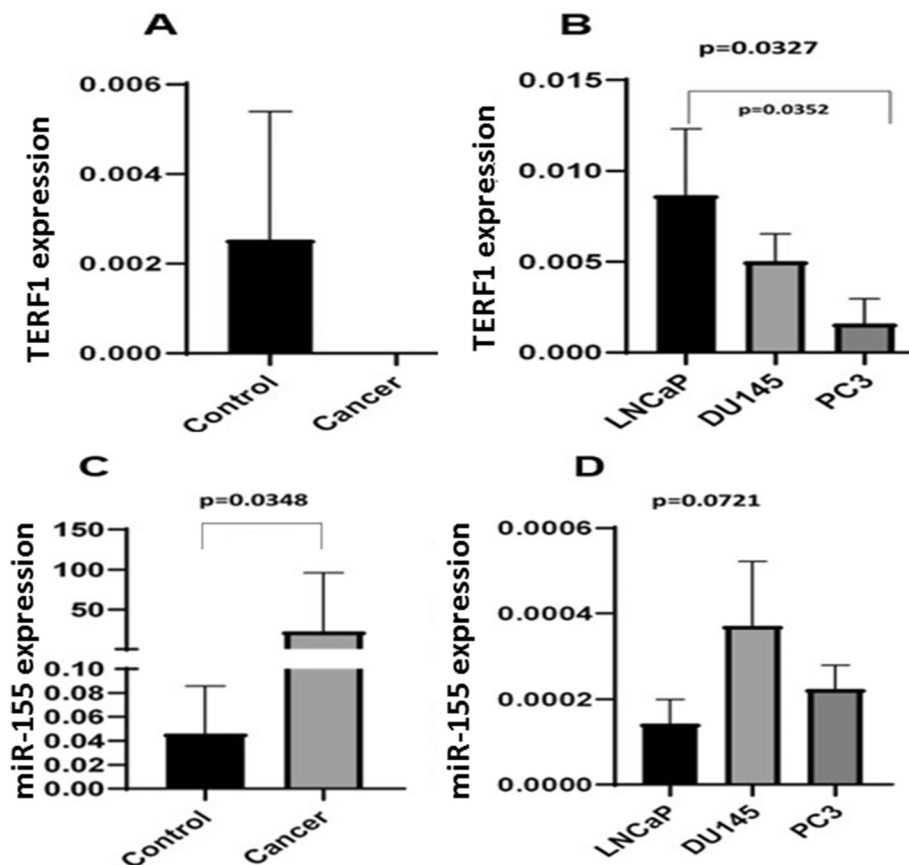 A
TERF1 expression
0.006
0.004
0.002
0.000
Control
Cancer
B
p=0.0327
p=0.0352
TERF1 expression
0.015
0.010
0.005
0.000
LNCaP
DU145
PC3
C
p=0.0348
miR-155 expression
150
100
50
0.10
0.08
0.06
0.04
0.02
0.00
Control
Cancer
D
p=0.0721
miR-155 expression
0.0006
0.0004
0.0002
0.0000
LNCaP
DU145
PC3